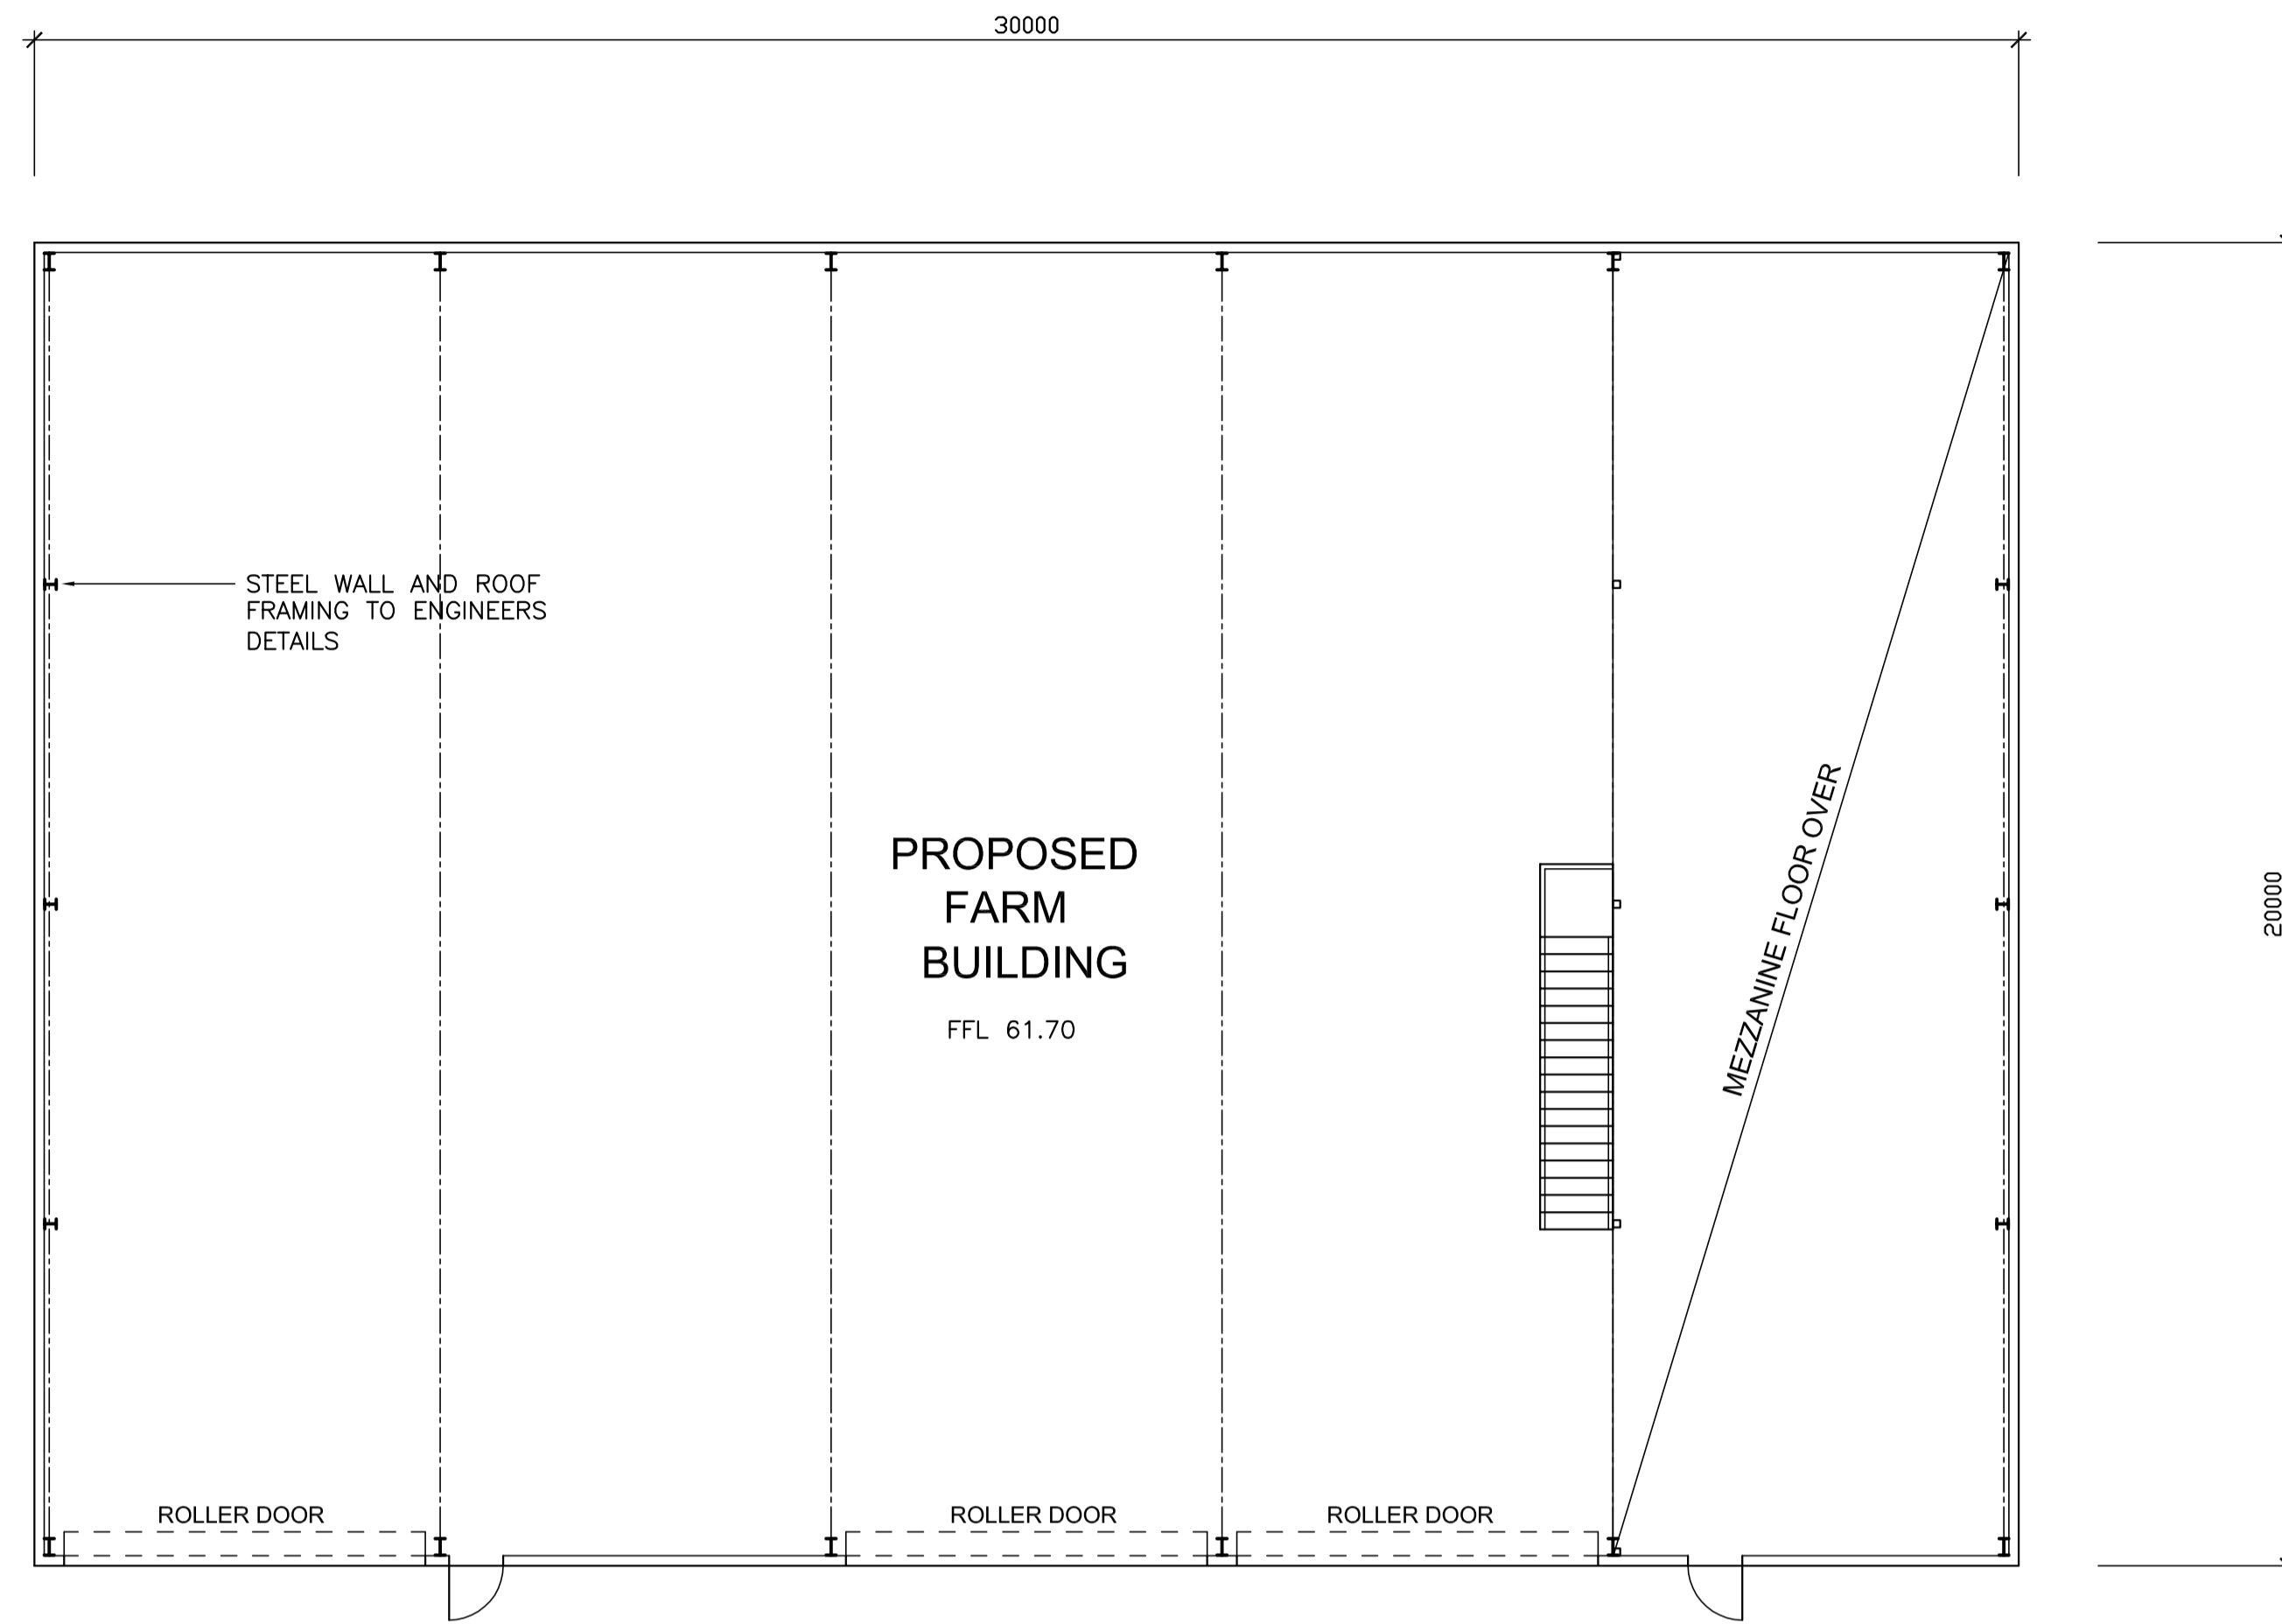 30000
STEEL WALL AND ROOF
FRAMING TO ENGINEERS
DETAILS
PROPOSED
FARM
BUILDING
FFL 61.70
MEZZANINE FLOOR OVER
20000
ROLLER DOOR
ROLLER DOOR
ROLLER DOOR